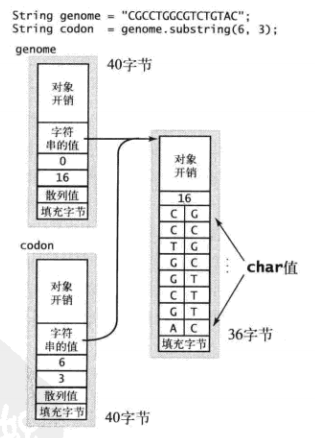 String genome = "CGCCTGGCGTCTGTAC";
String codon = genome.substring(6, 3);
genome
40字节
对象
开销
字符
串的值
0
16
散列值
填充字节
对象
开销
16
C G
C C
T G
G C
G T
C T
G T
A C
填充字节
char值
36字节
codon
对象
开销
字符
串的值
6
3
散列值
填充字节
40字节